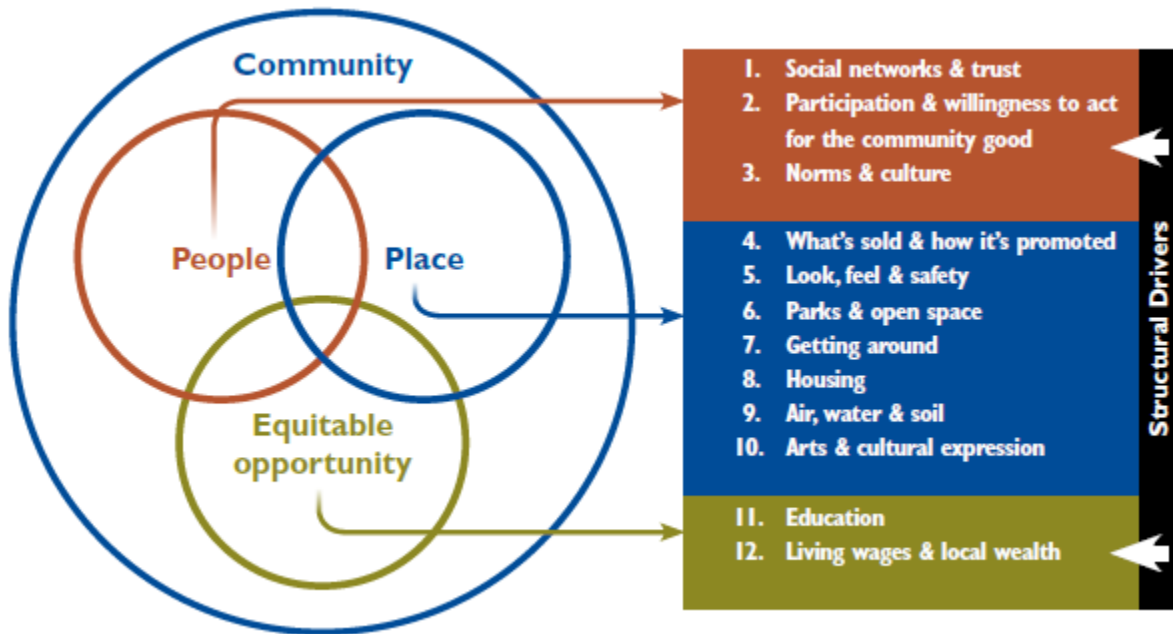 Community
People
Place
Equitable
opportunity
1. Social networks & trust
2. Participation & willingness to act
for the community good
3. Norms & culture
4. What's sold & how it's promoted
5. Look, feel & safety
6. Parks & open space
7. Getting around
8. Housing
9. Air, water & soil
10. Arts & cultural expression
11. Education
12. Living wages & local wealth
Structural Drivers